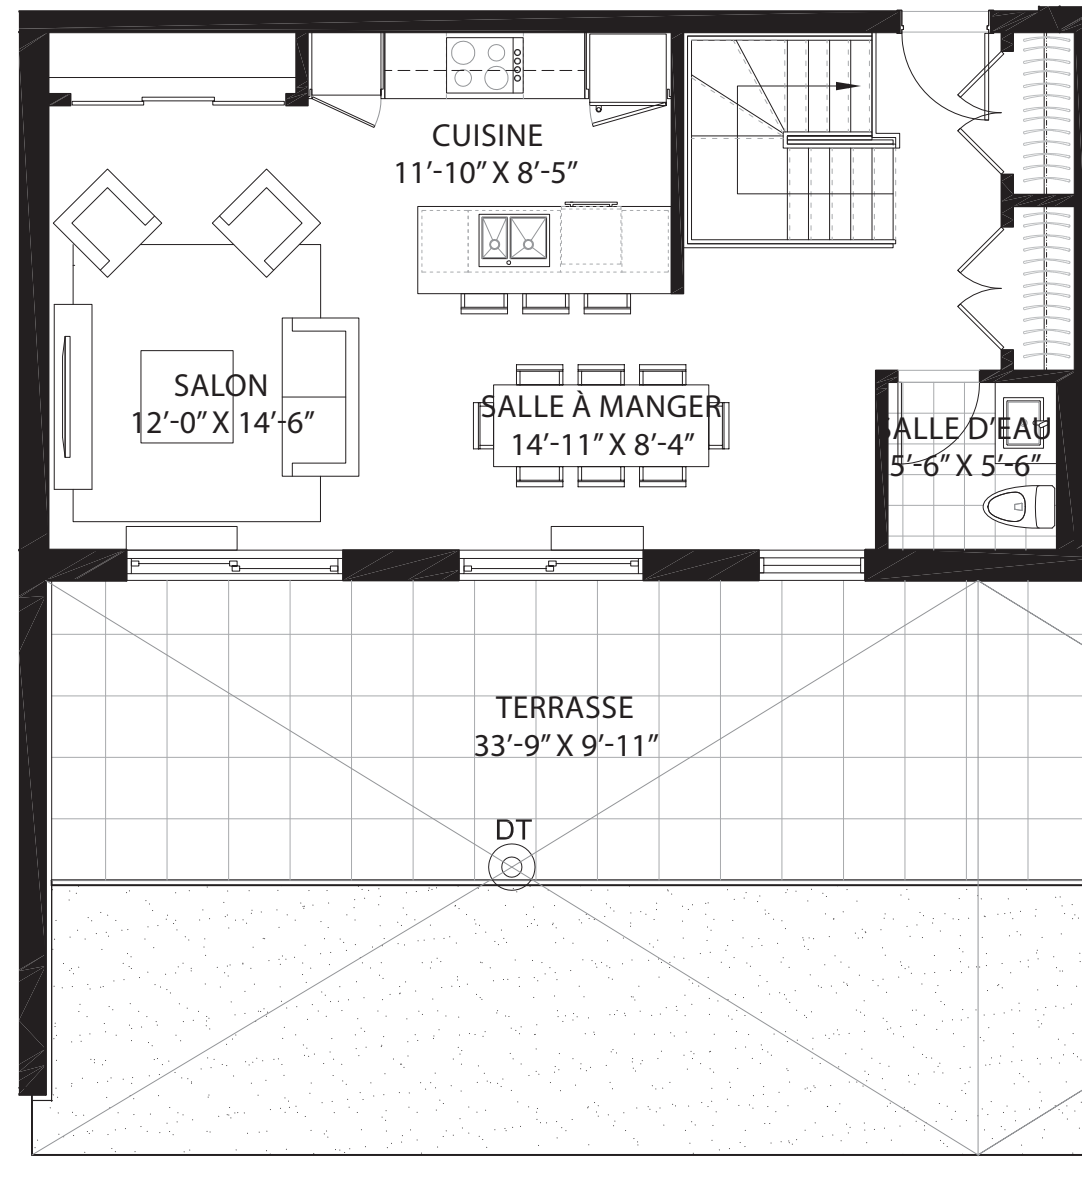 CUISINE
11’-10” X 8’-5”
SALON
12’-0” X 14’-6”
SALLE À MANGER
14’-11” X 8’-4”
SALLE D’EAU
5’-6” X 5’-6”
TERRASSE
33’-9” X 9’-11”
DT